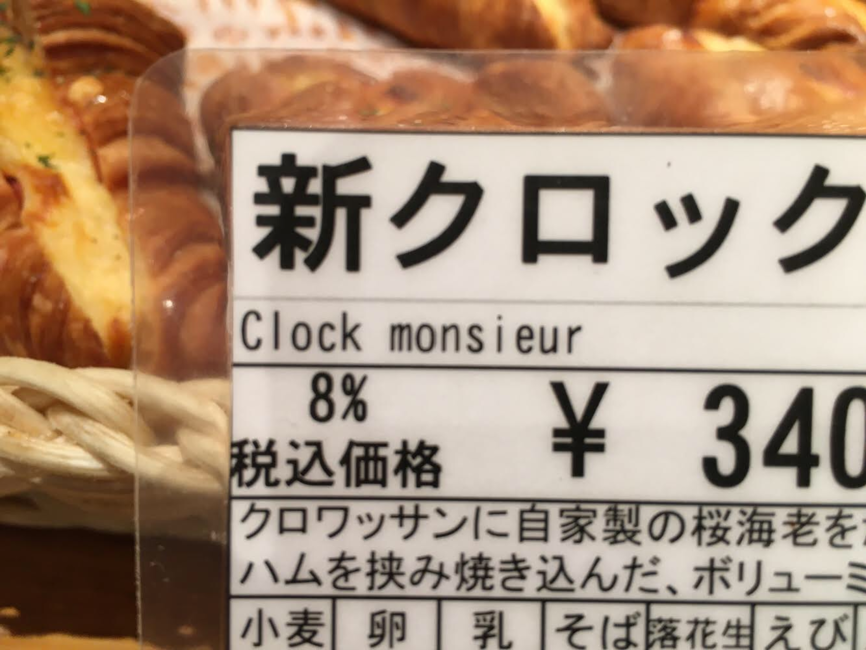 新クロック
Clock monsieur
8%
税込価格 ¥ 340
クロワッサンに自家製の桜海老を
ハムを挟み焼き込んだ、ボリューミ
小麦 卵 乳 そば 落花生 えび